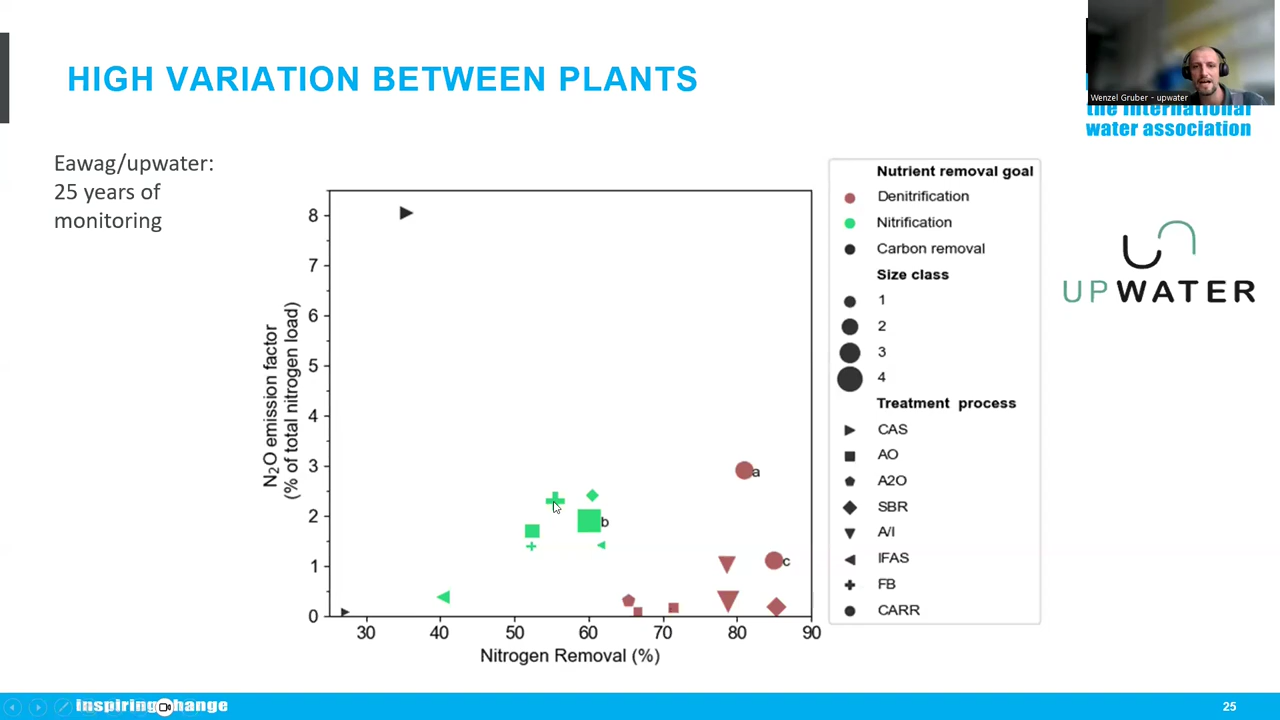 HIGH VARIATION BETWEEN PLANTS
Wenzel Gruber - upwater
the international
water association
Eawag/upwater:
25 years of
monitoring
N2O emission factor
(% of total nitrogen load)
8
7
6
5
4
3
2
1
0
30
40
50
60
70
80
90
Nitrogen Removal (%)
a
b
c
Nutrient removal goal
Denitrification
Nitrification
Carbon removal
Size class
1
2
3
4
Treatment process
CAS
AO
A2O
SBR
A/I
IFAS
FB
CARR
UPWATER
25